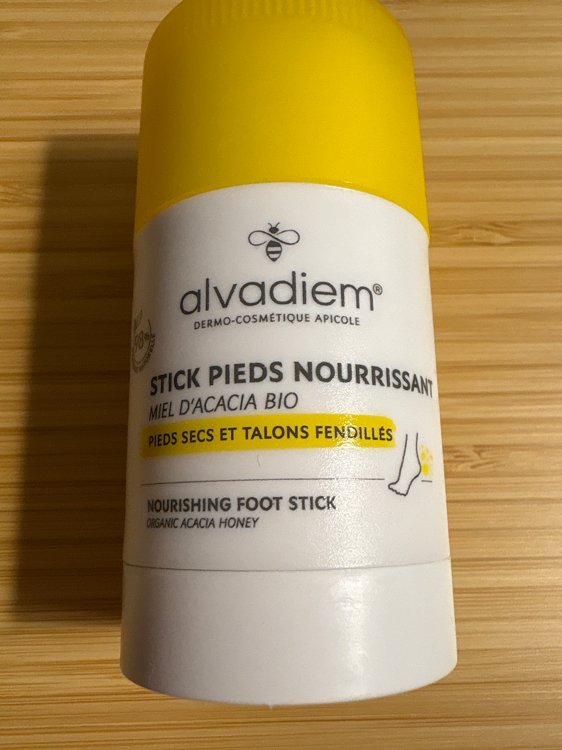 alvadiem®
DERMO-COSMÉTIQUE APICOLE
STICK PIEDS NOURRISSANT
MIEL D'ACACIA BIO
PIEDS SECS ET TALONS FENDILLÉS
NOURISHING FOOT STICK
ORGANIC ACACIA HONEY